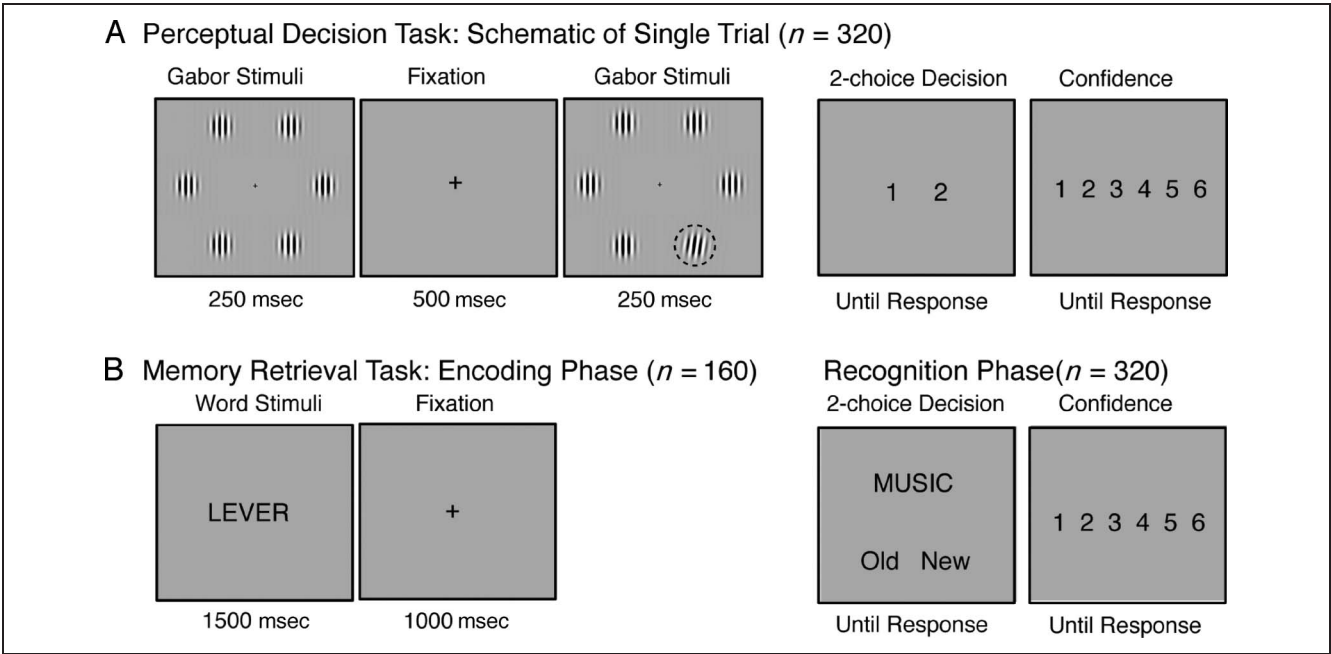 A Perceptual Decision Task: Schematic of Single Trial (n = 320)
Gabor Stimuli Fixation Gabor Stimuli 2-choice Decision Confidence
+ 
1 2
1 2 3 4 5 6
250 msec 500 msec 250 msec Until Response Until Response
B Memory Retrieval Task: Encoding Phase (n = 160) Recognition Phase(n = 320)
Word Stimuli Fixation 2-choice Decision Confidence
LEVER
+
MUSIC
Old New
1 2 3 4 5 6
1500 msec 1000 msec Until Response Until Response